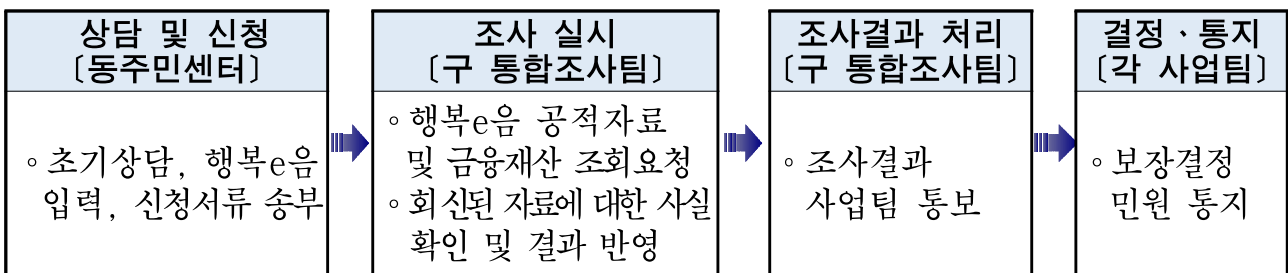 상담 및 신청
〔동주민센터〕
◦ 초기상담, 행복e음
입력, 신청서류 송부
조사 실시
〔구 통합조사팀〕
◦ 행복e음 공적자료
및 금융재산 조회요청
◦ 회신된 자료에 대한 사실
확인 및 결과 반영
조사결과 처리
〔구 통합조사팀〕
◦ 조사결과
사업팀 통보
결정ㆍ통지
〔각 사업팀〕
◦ 보장결정
민원 통지